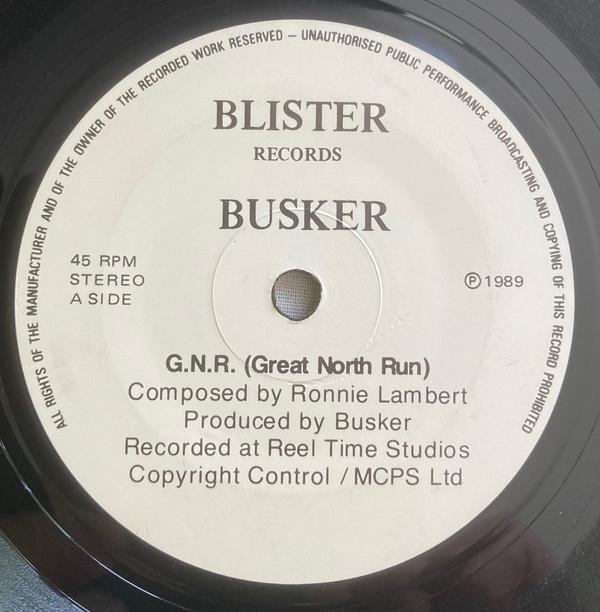 ALL RIGHTS OF THE MANUFACTURER AND OF THE OWNER OF THE RECORDED WORK RESERVED – UNAUTHORISED PUBLIC PERFORMANCE BROADCASTING AND COPYING OF THIS RECORD PROHIBITED
BLISTER
RECORDS
BUSKER
45 RPM
STEREO
A SIDE
℗1989
G.N.R. (Great North Run)
Composed by Ronnie Lambert
Produced by Busker
Recorded at Reel Time Studios
Copyright Control / MCPS Ltd